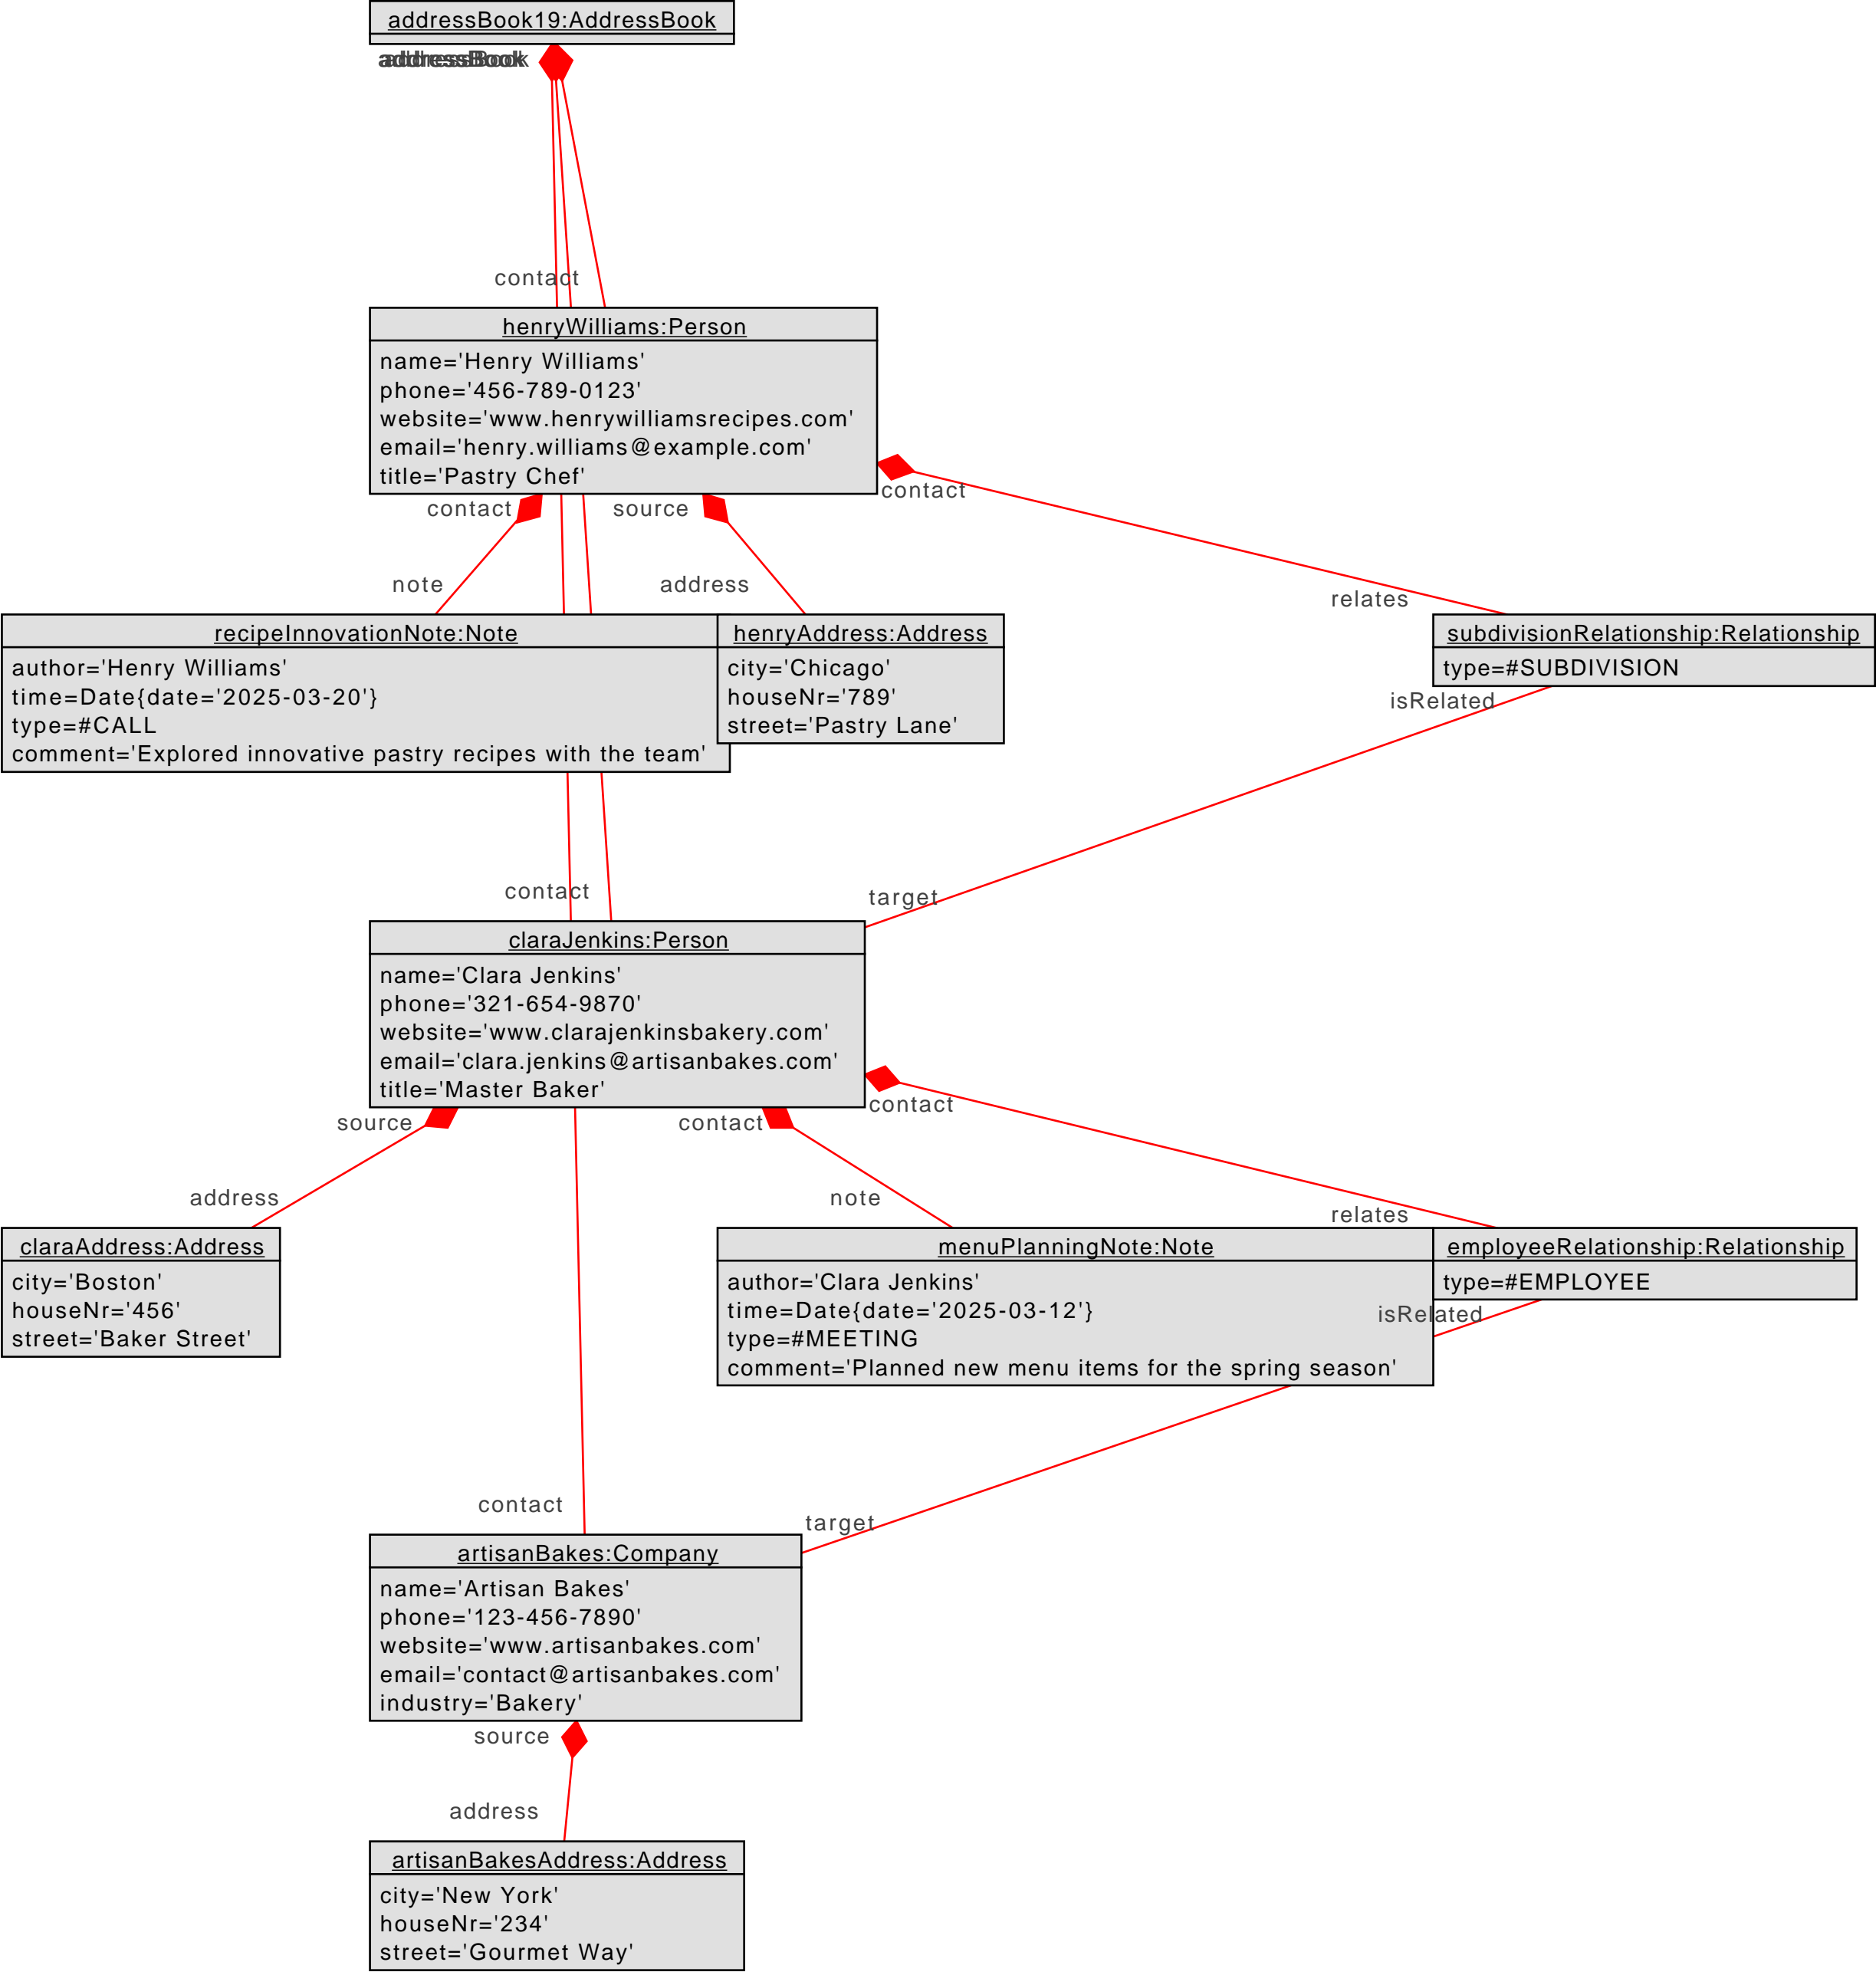 addressBook19:AddressBook
addressBook
contact
henryWilliams:Person
name='Henry Williams'
phone='456-789-0123'
website='www.henrywilliamsrecipes.com'
email='henry.williams@example.com'
title='Pastry Chef'
contact
contact
source
note
address
relates
recipeInnovationNote:Note
author='Henry Williams'
time=Date{date='2025-03-20'}
type=#CALL
comment='Explored innovative pastry recipes with the team'
henryAddress:Address
city='Chicago'
houseNr='789'
street='Pastry Lane'
subdivisionRelationship:Relationship
type=#SUBDIVISION
isRelated
contact
target
claraJenkins:Person
name='Clara Jenkins'
phone='321-654-9870'
website='www.clarajenkinsbakery.com'
email='clara.jenkins@artisanbakes.com'
title='Master Baker'
contact
source
contact
address
note
relates
claraAddress:Address
city='Boston'
houseNr='456'
street='Baker Street'
menuPlanningNote:Note
author='Clara Jenkins'
time=Date{date='2025-03-12'}
type=#MEETING
comment='Planned new menu items for the spring season'
employeeRelationship:Relationship
type=#EMPLOYEE
isRelated
contact
target
artisanBakes:Company
name='Artisan Bakes'
phone='123-456-7890'
website='www.artisanbakes.com'
email='contact@artisanbakes.com'
industry='Bakery'
source
address
artisanBakesAddress:Address
city='New York'
houseNr='234'
street='Gourmet Way'